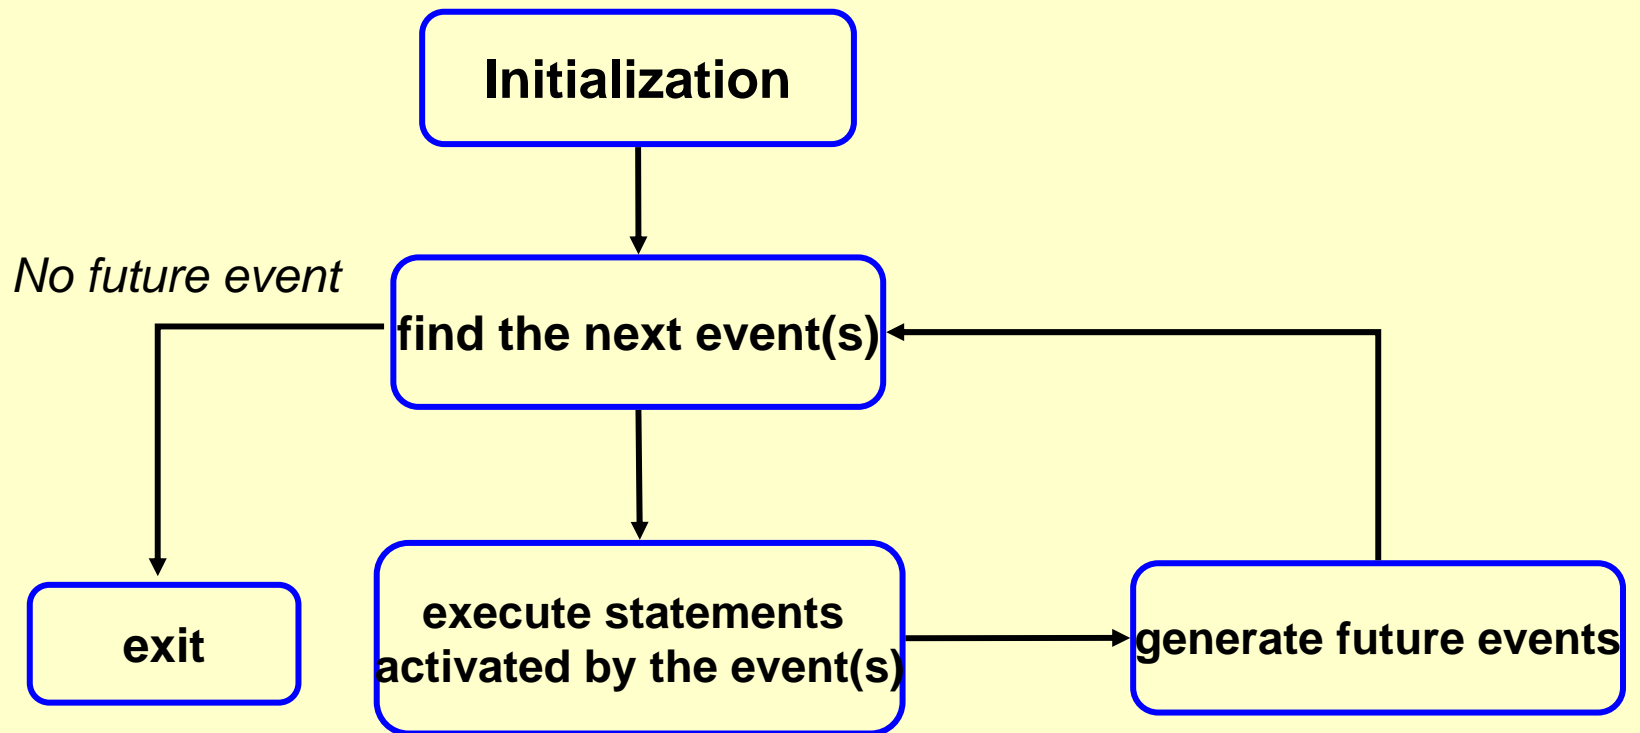 Initialization
No future event
find the next event(s)
execute statements
activated by the event(s)
generate future events
exit